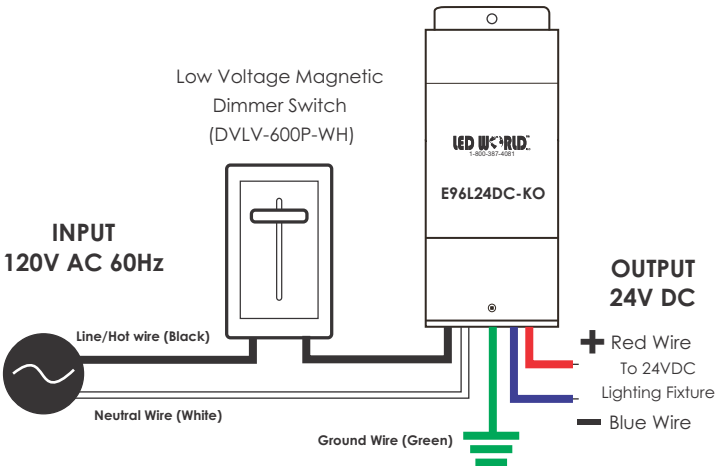 Low Voltage Magnetic
Dimmer Switch
(DVLV-600P-WH)
LED WORLD
1-800-387-4081
E96L24DC-KO
INPUT
120V AC 60Hz
OUTPUT
24V DC
Line/Hot wire (Black)
Neutral Wire (White)
Ground Wire (Green)
+ Red Wire
To 24VDC
Lighting Fixture
– Blue Wire